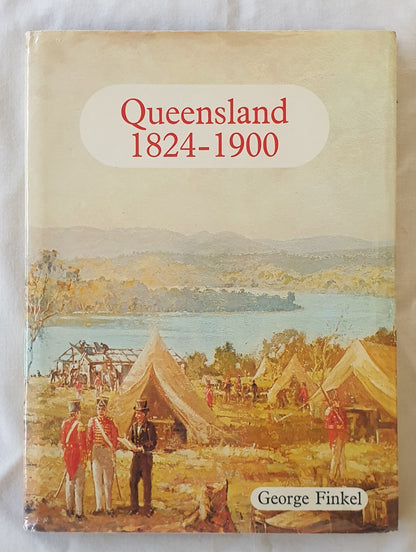 Queensland
1824-1900
George Finkel